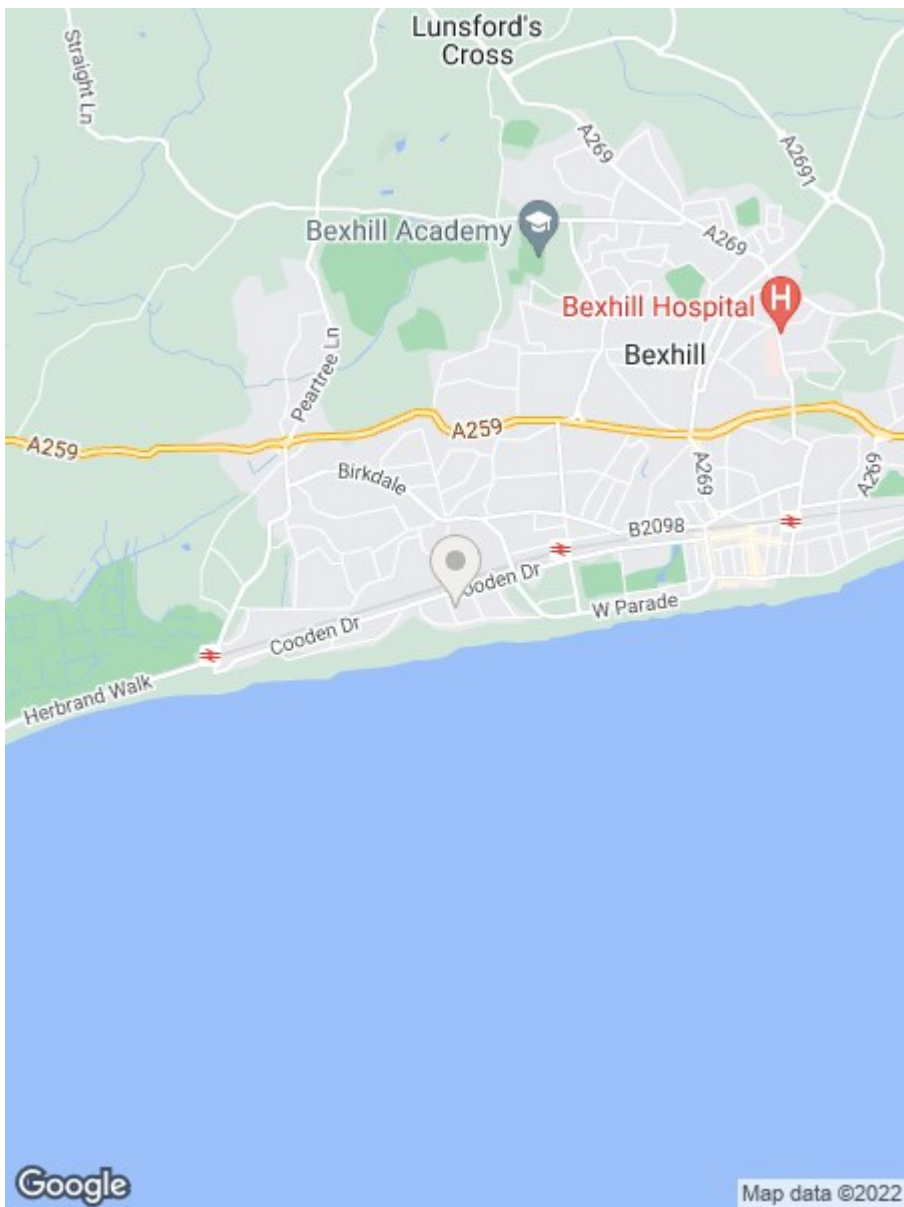 Lunsford's
Cross
Straight Ln
A269
A2691
Bexhill Academy
A269
Bexhill Hospital
H
Bexhill
Peartree Ln
A259
A259
Birkdale
A269
A269
B2098
Cooden Dr
W Parade
Cooden Dr
Herbrand Walk
Google
Map data ©2022